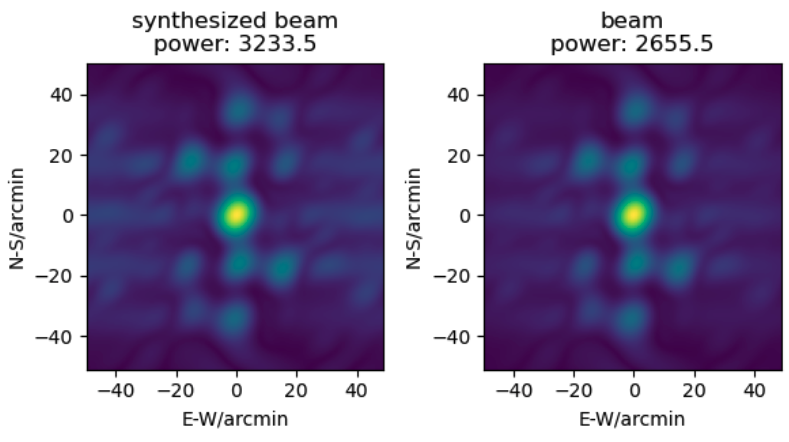 synthesized beam
power: 3233.5
beam
power: 2655.5
N-S/arcmin
40
20
0
−20
−40
−40 −20 0 20 40
E-W/arcmin
N-S/arcmin
40
20
0
−20
−40
−40 −20 0 20 40
E-W/arcmin